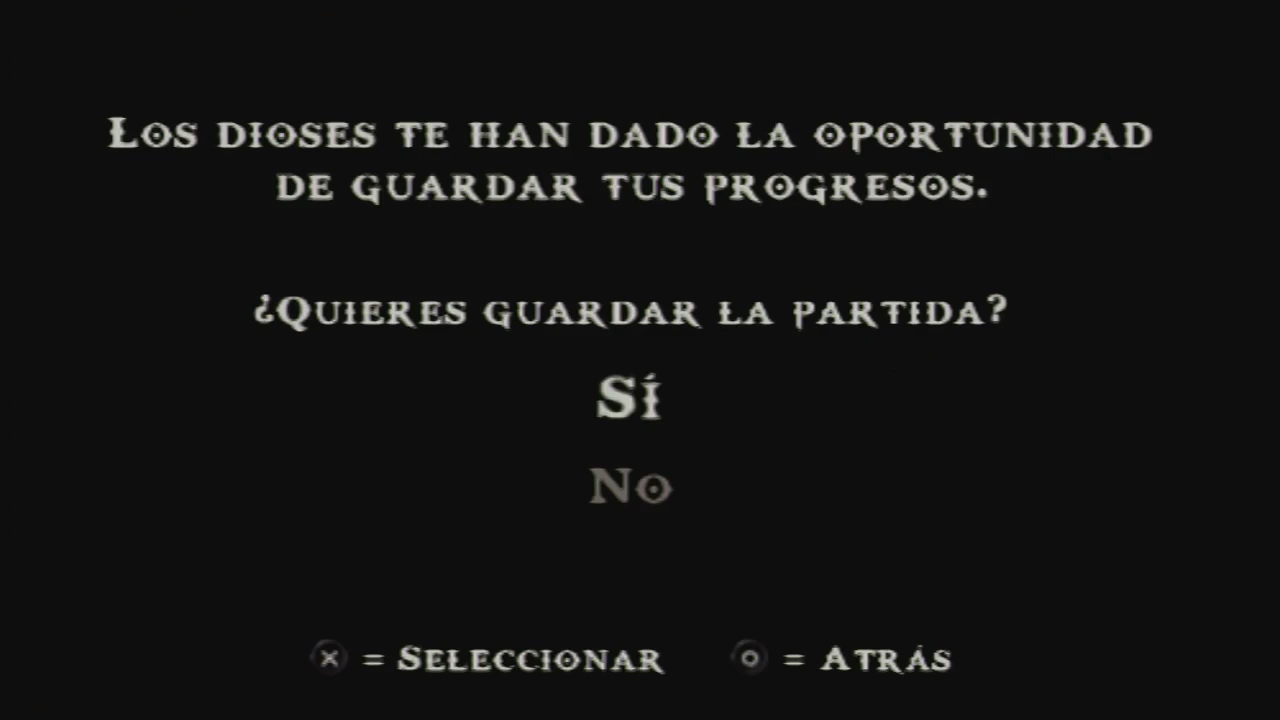 Los dioses te han dado la oportunidad
de guardar tus progresos.
¿Quieres guardar la partida?
Sí
No
X = Seleccionar O = Atrás